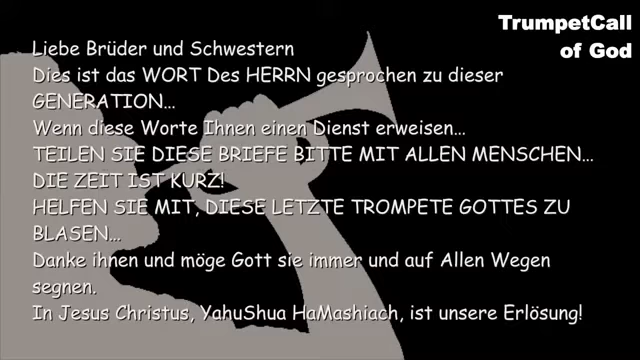 TrumpetCall
of God
Liebe Brüder und Schwestern
Dies ist das WORT Des HERRN gesprochen zu dieser
GENERATION...
Wenn diese Worte Ihnen einen Dienst erweisen...
TEILEN SIE DIESE BRIEFE BITTE MIT ALLEN MENSCHEN...
DIE ZEIT IST KURZ!
HELFEN SIE MIT, DIESE LETZTE TROMPETE GOTTES ZU
BLASEN...
Danke ihnen und möge Gott sie immer und auf Allen Wegen
segnen.
In Jesus Christus, YahuShua HaMashiach, ist unsere Erlösung!